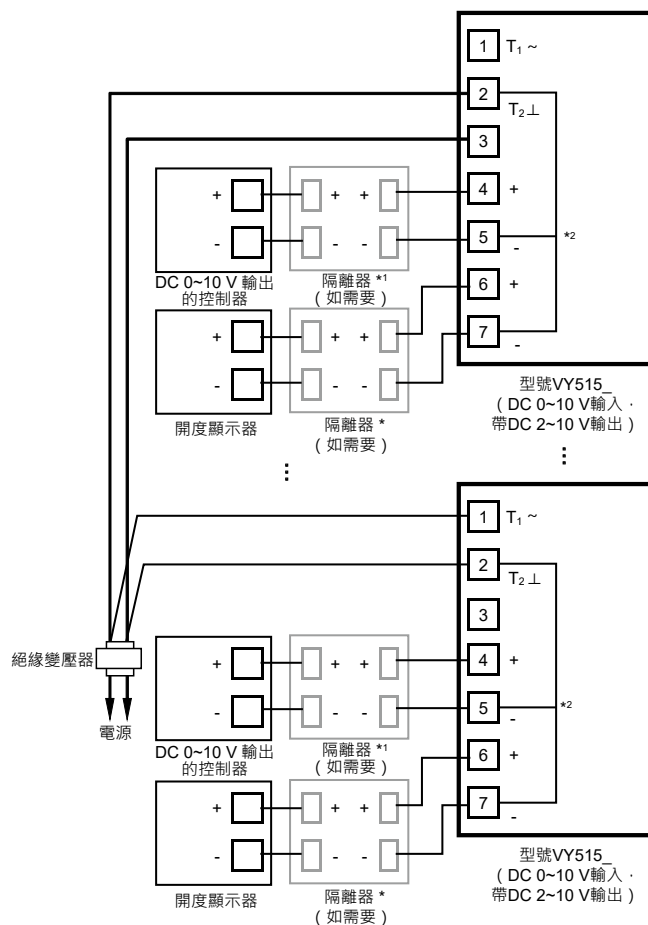 1 T₁ ~
2 T₂⊥
3
+ + + 4 +
- - - 5 - *²
DC 0~10 V 輸出
的控制器
隔離器 *¹
( 如需要 )
6 +
+ + +
7 -
- - -
開度顯示器
隔離器 *
( 如需要 )
型號VY515_
( DC 0~10 V輸入﹒
帶DC 2~10 V輸出 )
⋮
⋮
1 T₁ ~
2 T₂⊥
3
絕緣變壓器
電源
+ + + 4 +
- - - 5 - *²
DC 0~10 V 輸出
的控制器
隔離器 *¹
( 如需要 )
6 +
+ + +
7 -
- - -
開度顯示器
隔離器 *
( 如需要 )
型號VY515_
( DC 0~10 V輸入﹒
帶DC 2~10 V輸出 )